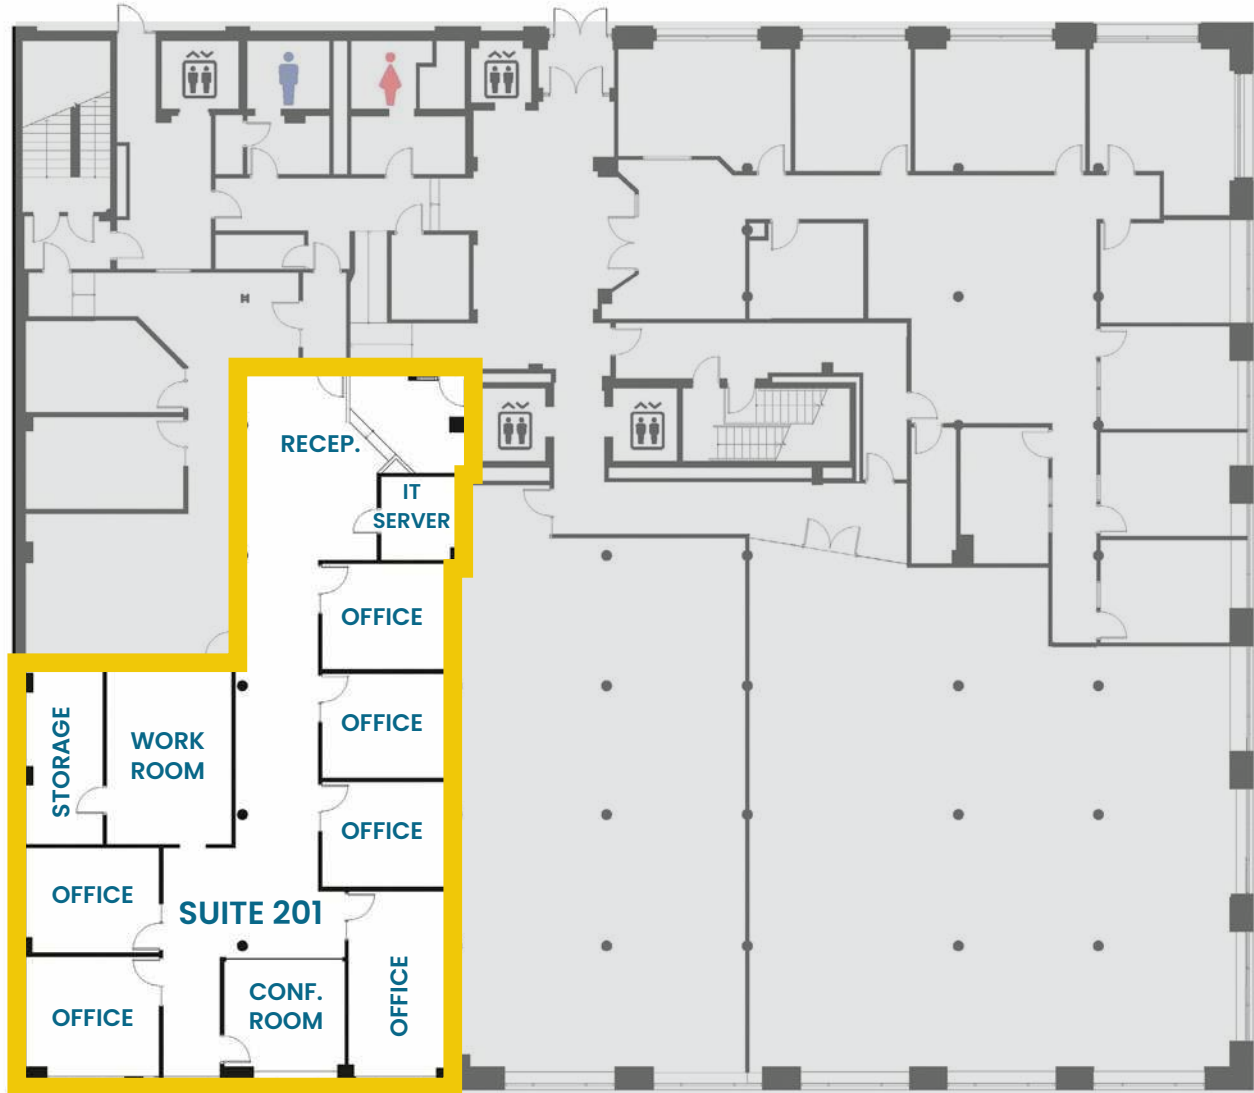 RECEP.
IT
SERVER
OFFICE
OFFICE
STORAGE
WORK
ROOM
OFFICE
OFFICE
SUITE 201
OFFICE
CONF.
ROOM
OFFICE